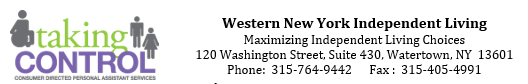 taking
CONTROL
CONSUMER DIRECTED PERSONAL ASSISTANT SERVICES
Western New York Independent Living
Maximizing Independent Living Choices
120 Washington Street, Suite 430, Watertown, NY  13601
Phone:  315-764-9442     Fax :  315-405-4991